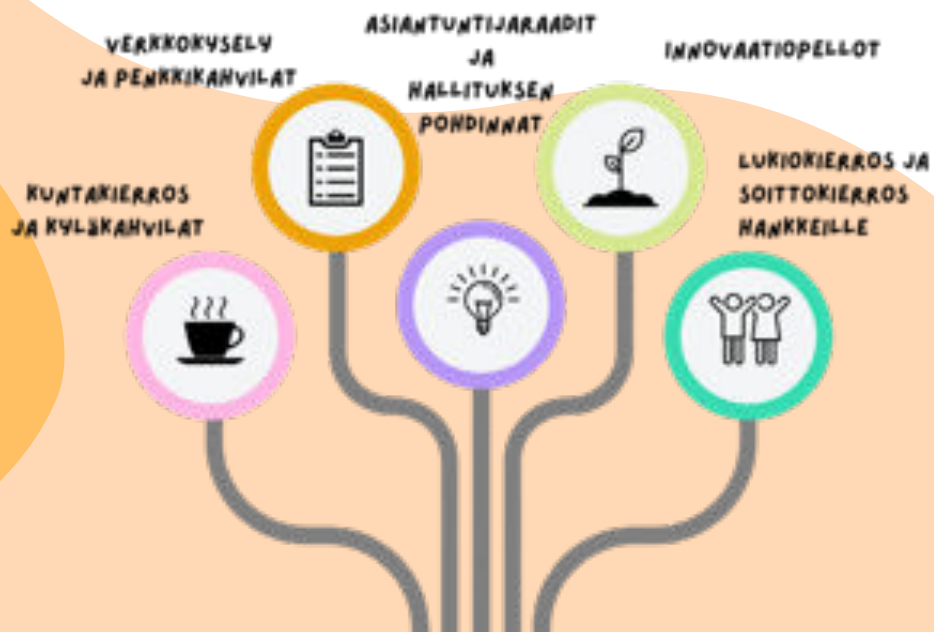 VERKKOKYSELY
JA PENKKIKAHVILAT
ASIANTUNTIJARAADIT
JA
HALLITUKSEN
POHDINNAT
INNOVAATIOPELLOT
KUNTAKIERROS
JA KYLÄKAHVILAT
LUKIOKIERROS JA
SOITTOKIERROS
HANKKEILLE